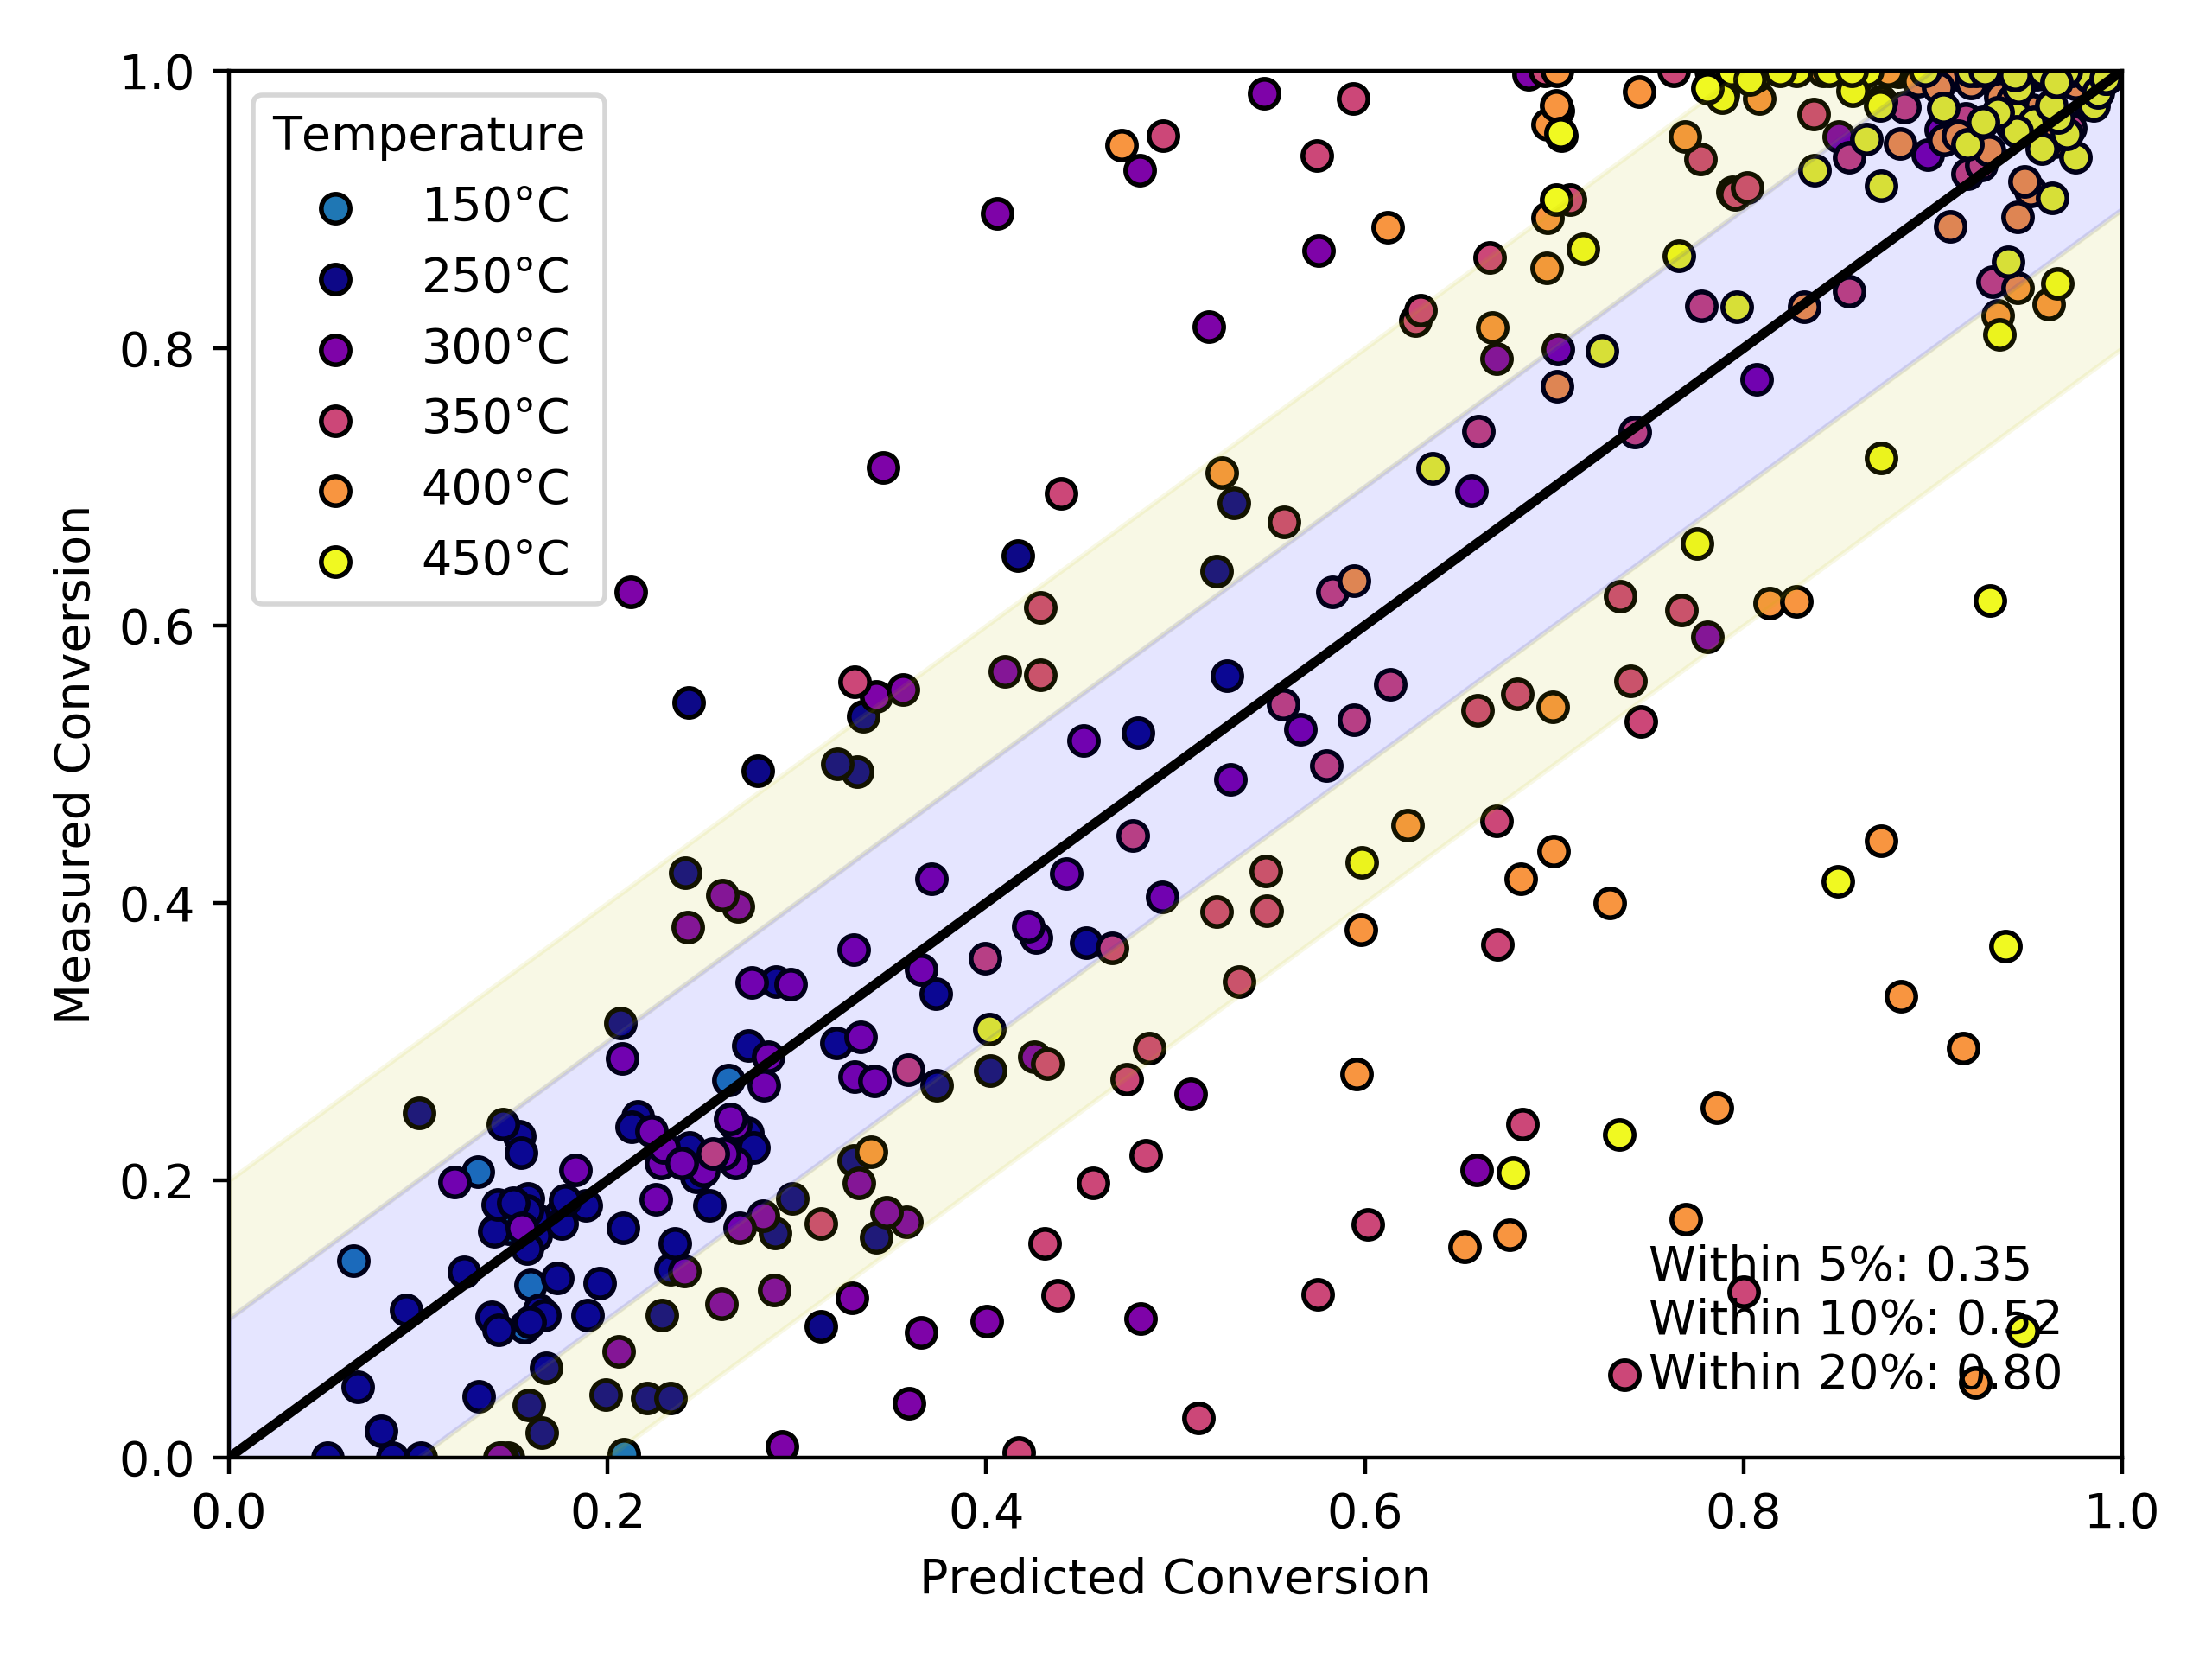 1.0
0.8
0.6
0.4
0.2
0.0
Measured Conversion
Temperature
150°C
250°C
300°C
350°C
400°C
450°C
Within 5%: 0.35
Within 10%: 0.52
Within 20%: 0.80
0.0 0.2 0.4 0.6 0.8 1.0
Predicted Conversion